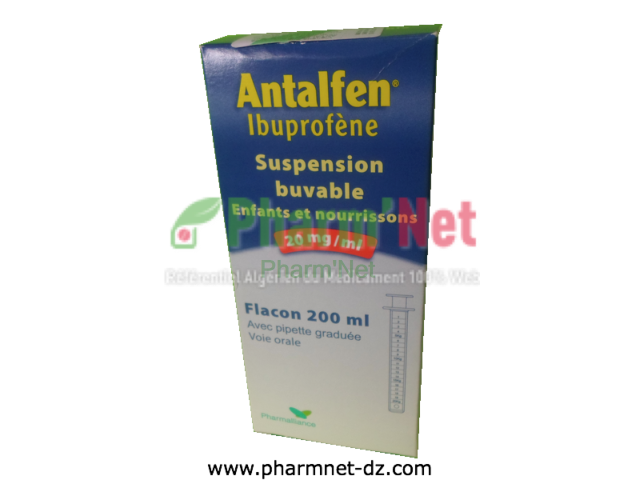 Antalfen®
Ibuprofène
Suspension
buvable
Enfants et nourrissons
Pharm'Net
20 mg/ml
Pharm'Net
Référentiel Algérien du Médicament 100% Web
Flacon 200 ml
Avec pipette graduée
Voie orale
Pharmalliance
www.pharmnet-dz.com